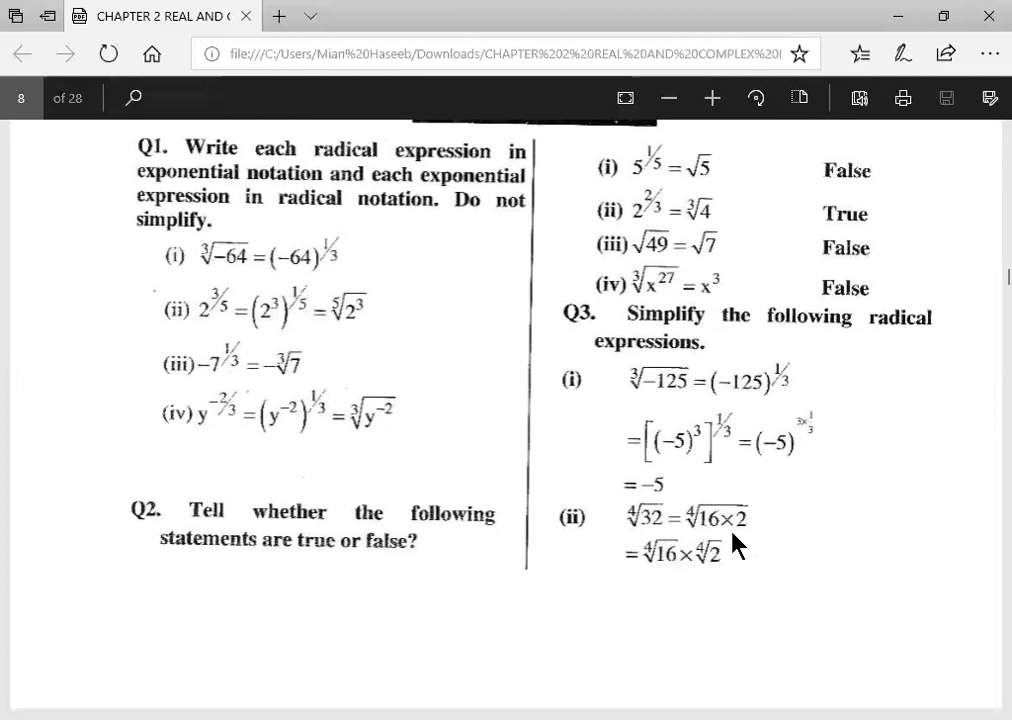 CHAPTER 2 REAL AND C
file:///C:/Users/Mian%20Haseeb/Downloads/CHAPTER%202%20REAL%20AND%20COMPLEX%20
8 of 28
Q1. Write each radical expression in
exponential notation and each exponential
expression in radical notation. Do not
simplify.
(i) ∛(-64) = (-64)^(1/3)
(ii) 2^(3/5) = (2^3)^(1/5) = ⁵√(2^3)
(iii) -7^(1/3) = -∛7
(iv) y^(-2/3) = (y^(-2))^(1/3) = ∛(y^(-2))
Q2. Tell whether the following
statements are true or false?
(i) 5^(1/5) = √5 False
(ii) 2^(2/3) = ∛4 True
(iii) √49 = √7 False
(iv) ∛(x^27) = x^3 False
Q3. Simplify the following radical
expressions.
(i) ∛(-125) = (-125)^(1/3)
= [(-5)^3]^(1/3) = (-5)^(3×1/3)
= -5
(ii) ⁴√32 = ⁴√(16×2)
= ⁴√16 × ⁴√2